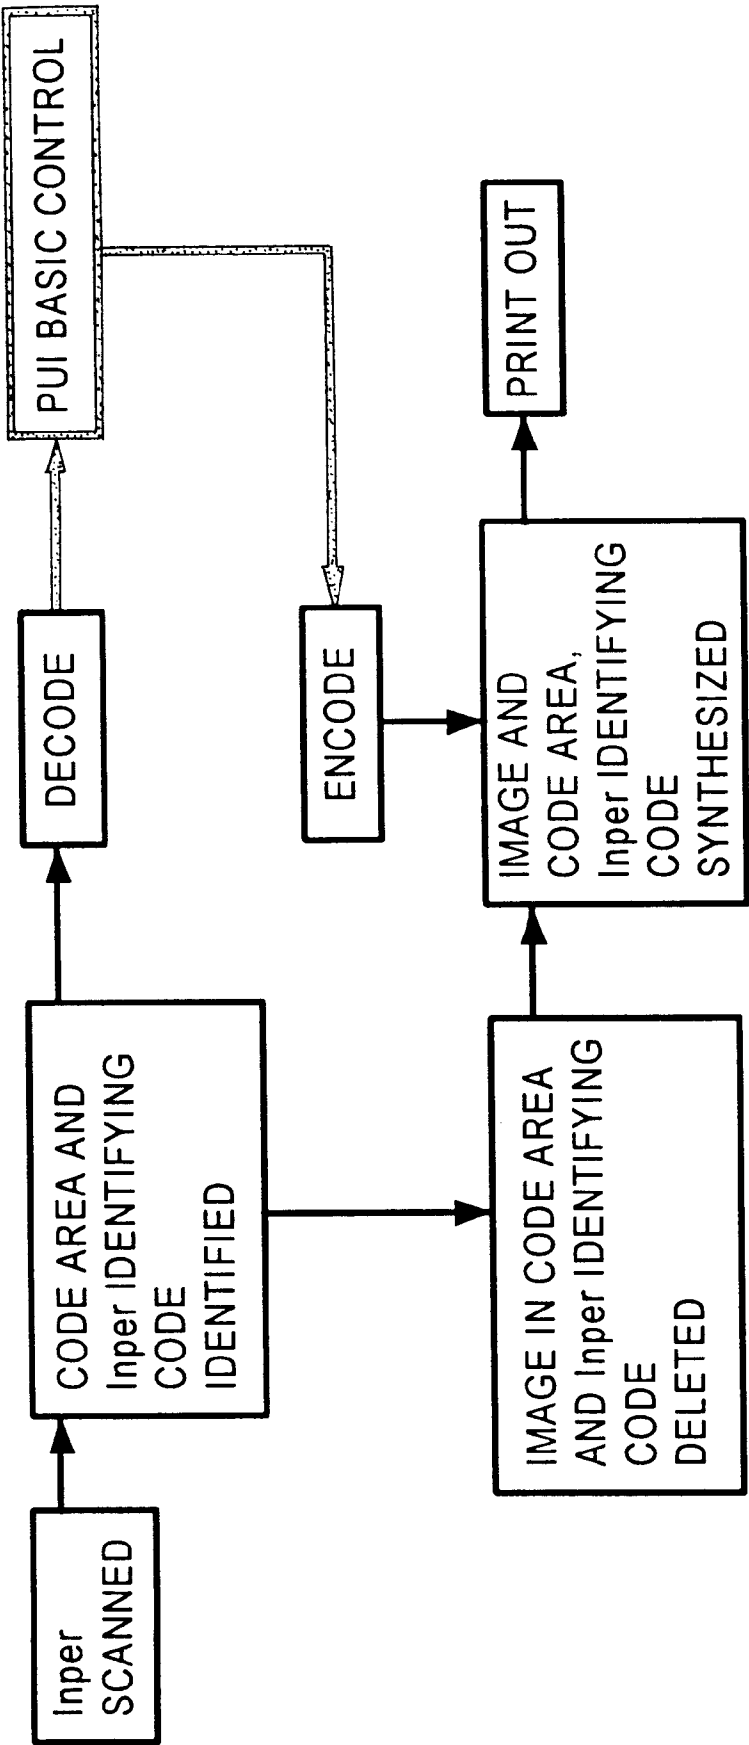 Inper
SCANNED
CODE AREA AND
Inper IDENTIFYING
CODE
IDENTIFIED
DECODE
PUI BASIC CONTROL
ENCODE
IMAGE IN CODE AREA
AND Inper IDENTIFYING
CODE
DELETED
IMAGE AND
CODE AREA,
Inper IDENTIFYING
CODE
SYNTHESIZED
PRINT OUT